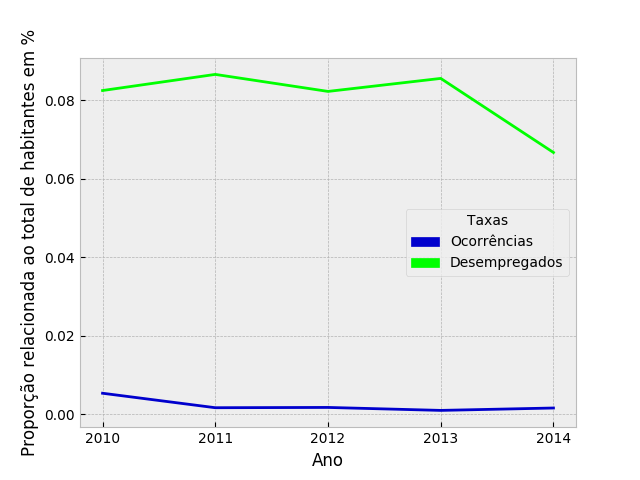 Proporção relacionada ao total de habitantes em %
0.08
0.06
0.04
0.02
0.00
Taxas
Ocorrências
Desempregados
2010 2011 2012 2013 2014
Ano